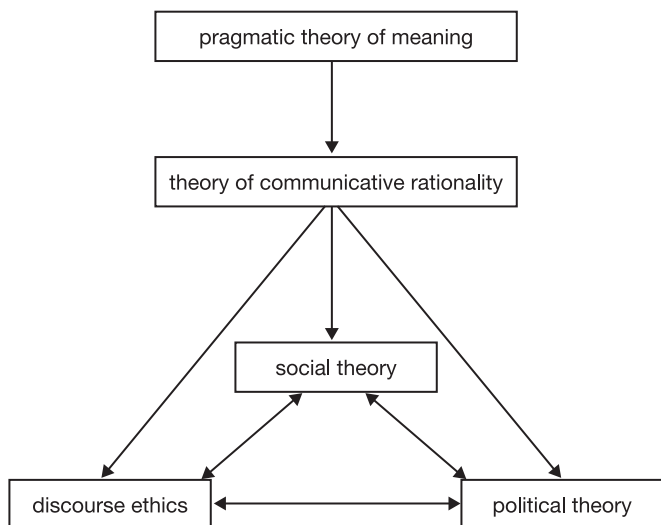 pragmatic theory of meaning
theory of communicative rationality
social theory
discourse ethics
political theory